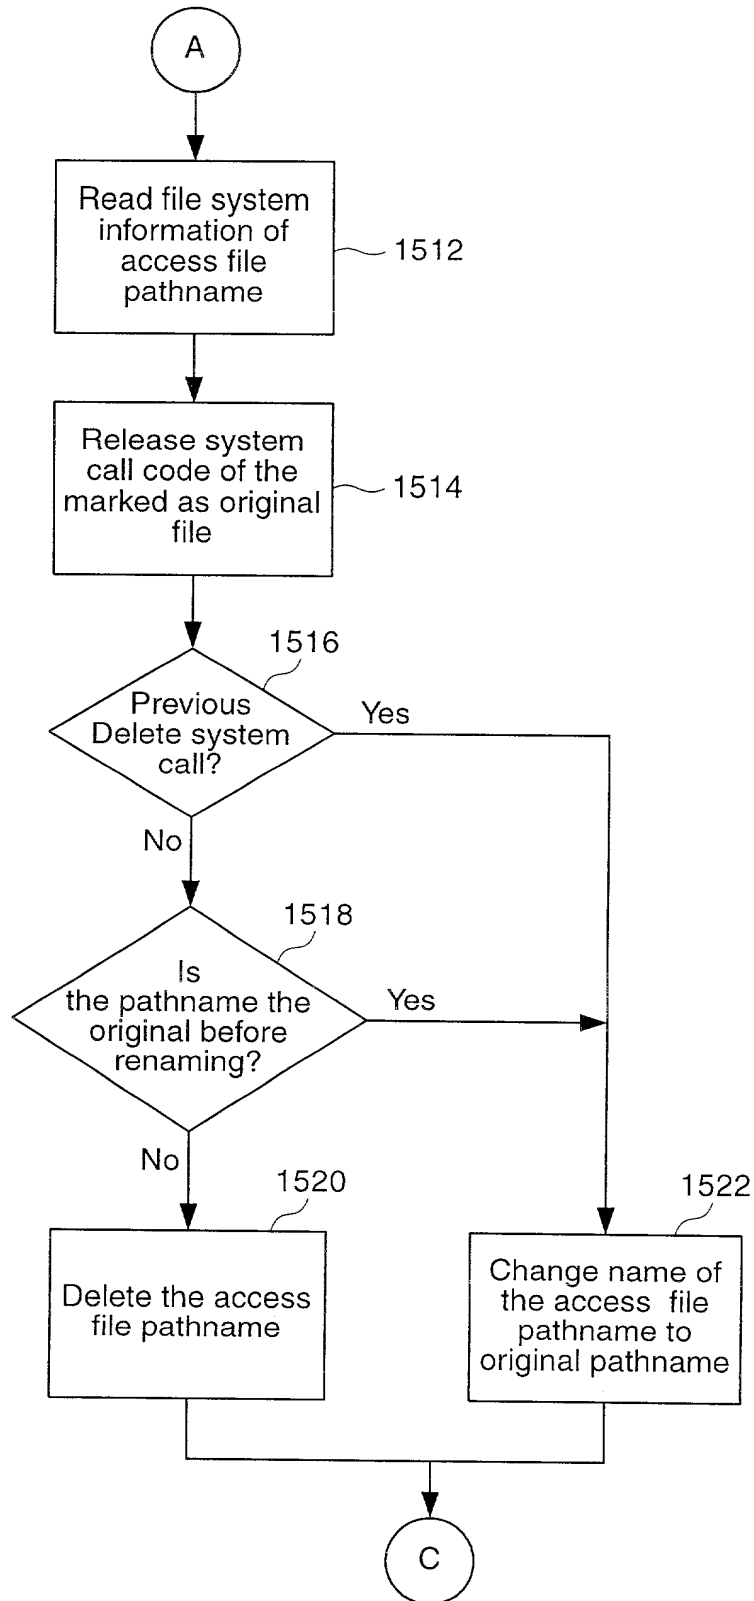 A
Read file system
information of
access file
pathname
1512
Release system
call code of the
marked as original
file
1514
1516
Previous
Delete system
call?
Yes
No
1518
Is
the pathname the
original before
renaming?
Yes
No
1520
Delete the access
file pathname
1522
Change name of
the access file
pathname to
original pathname
C